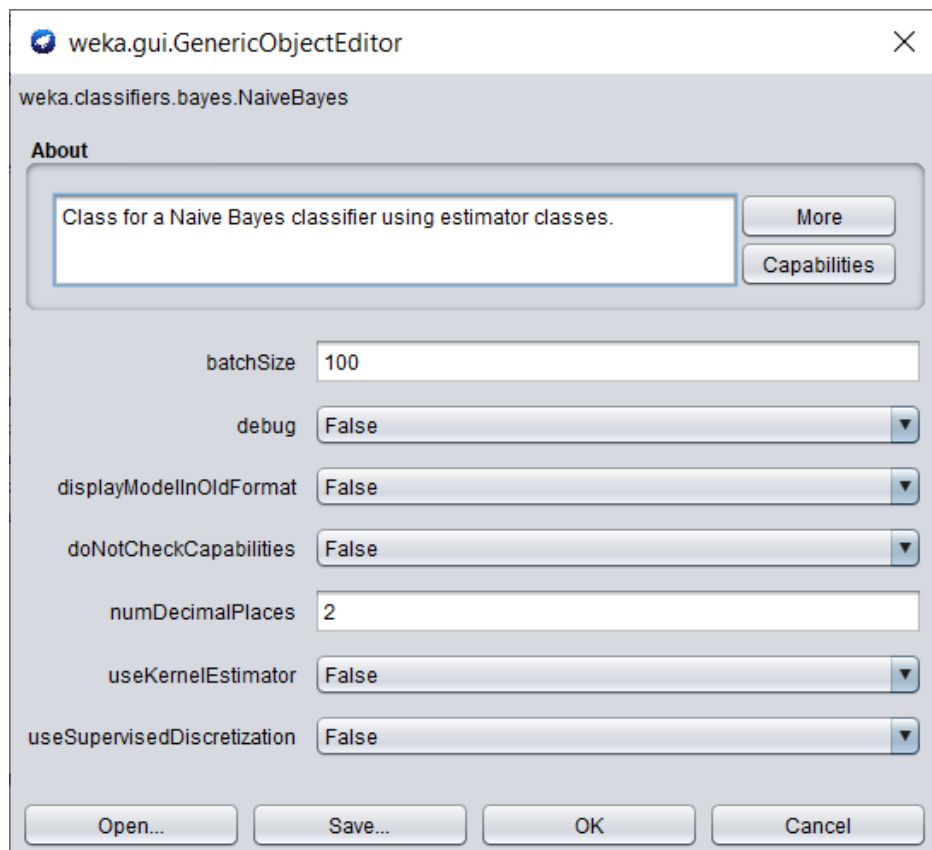 weka.gui.GenericObjectEditor
weka.classifiers.bayes.NaiveBayes
About
Class for a Naive Bayes classifier using estimator classes.
More
Capabilities
batchSize 100
debug False
displayModelInOldFormat False
doNotCheckCapabilities False
numDecimalPlaces 2
useKernelEstimator False
useSupervisedDiscretization False
Open... Save... OK Cancel